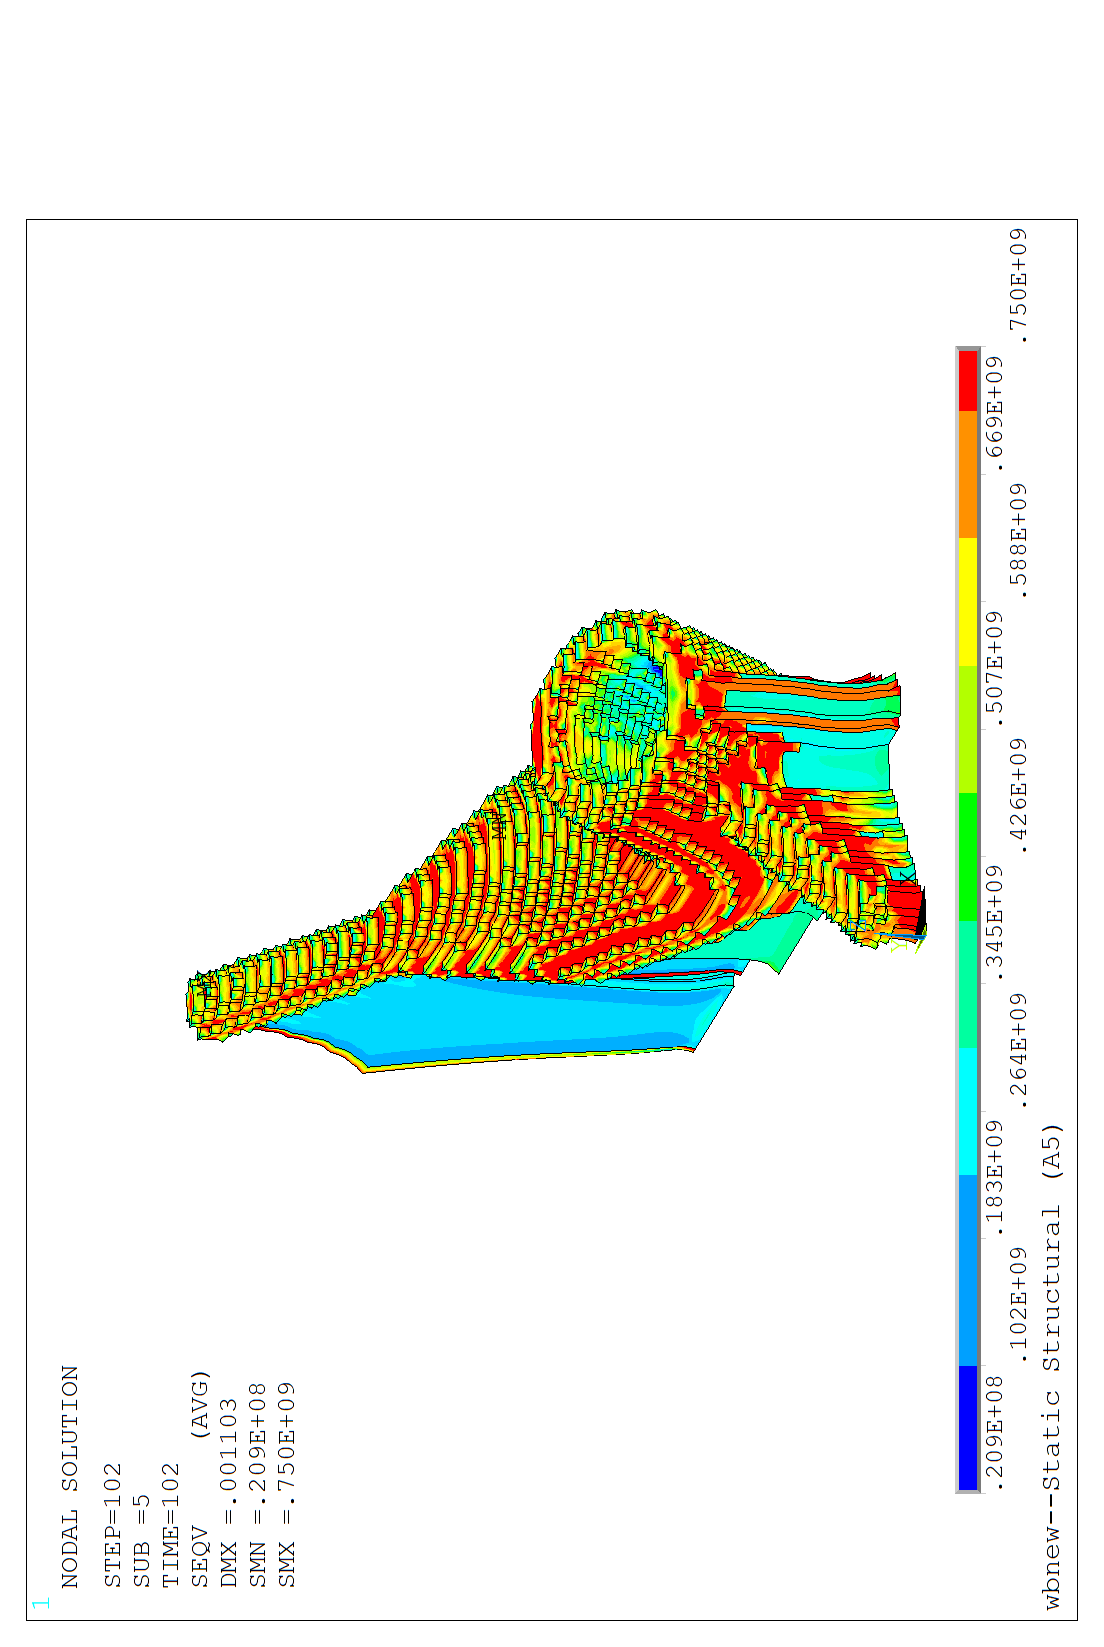 1
NODAL SOLUTION
STEP=102
SUB =5
TIME=102
SEQV (AVG)
DMX =.001103
SMN =.209E+08
SMX =.750E+09
MX
X
Y
.209E+08 .183E+09 .345E+09 .507E+09 .669E+09
.102E+09 .264E+09 .426E+09 .588E+09 .750E+09
wbnew--Static Structural (A5)